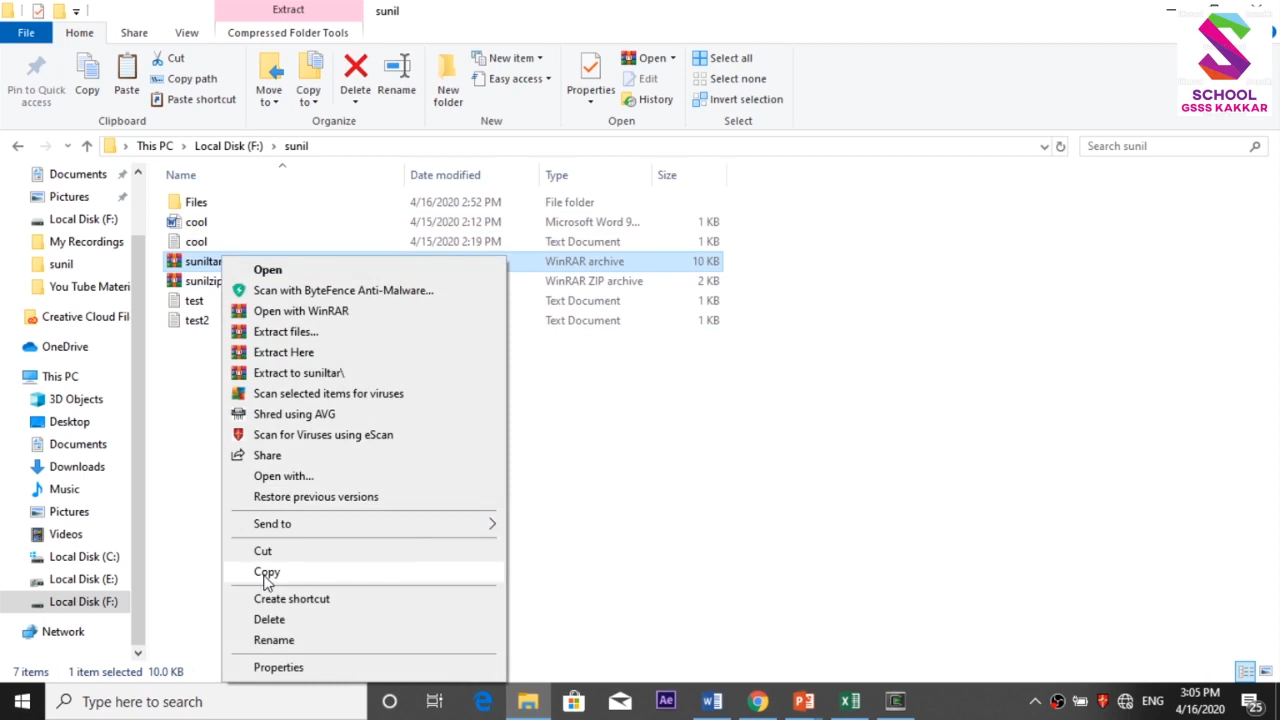 Extract
sunil
File
Home
Share
View
Compressed Folder Tools
Pin to Quick access
Copy
Paste
Cut
Copy path
Paste shortcut
Clipboard
Move to
Copy to
Delete
Rename
Organize
New folder
New item
Easy access
New
Properties
Open
Edit
History
Open
Select all
Select none
Invert selection
Select
SCHOOL
GSSS KAKKAR
This PC > Local Disk (F:) > sunil
Search sunil
Name Date modified Type Size
Files 4/16/2020 2:52 PM File folder
cool 4/15/2020 2:12 PM Microsoft Word 9... 1 KB
cool 4/15/2020 2:19 PM Text Document 1 KB
suniltar WinRAR archive 10 KB
sunilzip WinRAR ZIP archive 2 KB
test Text Document 1 KB
test2 Text Document 1 KB
Documents
Pictures
Local Disk (F:)
My Recordings
sunil
You Tube Materi
Creative Cloud Fil
OneDrive
This PC
3D Objects
Desktop
Documents
Downloads
Music
Pictures
Videos
Local Disk (C:)
Local Disk (E:)
Local Disk (F:)
Network
Open
Scan with ByteFence Anti-Malware...
Open with WinRAR
Extract files...
Extract Here
Extract to suniltar\
Scan selected items for viruses
Shred using AVG
Scan for Viruses using eScan
Share
Open with...
Restore previous versions
Send to
Cut
Copy
Create shortcut
Delete
Rename
Properties
7 items 1 item selected 10.0 KB
Type here to search
Ae
ENG
3:05 PM
4/16/2020
25